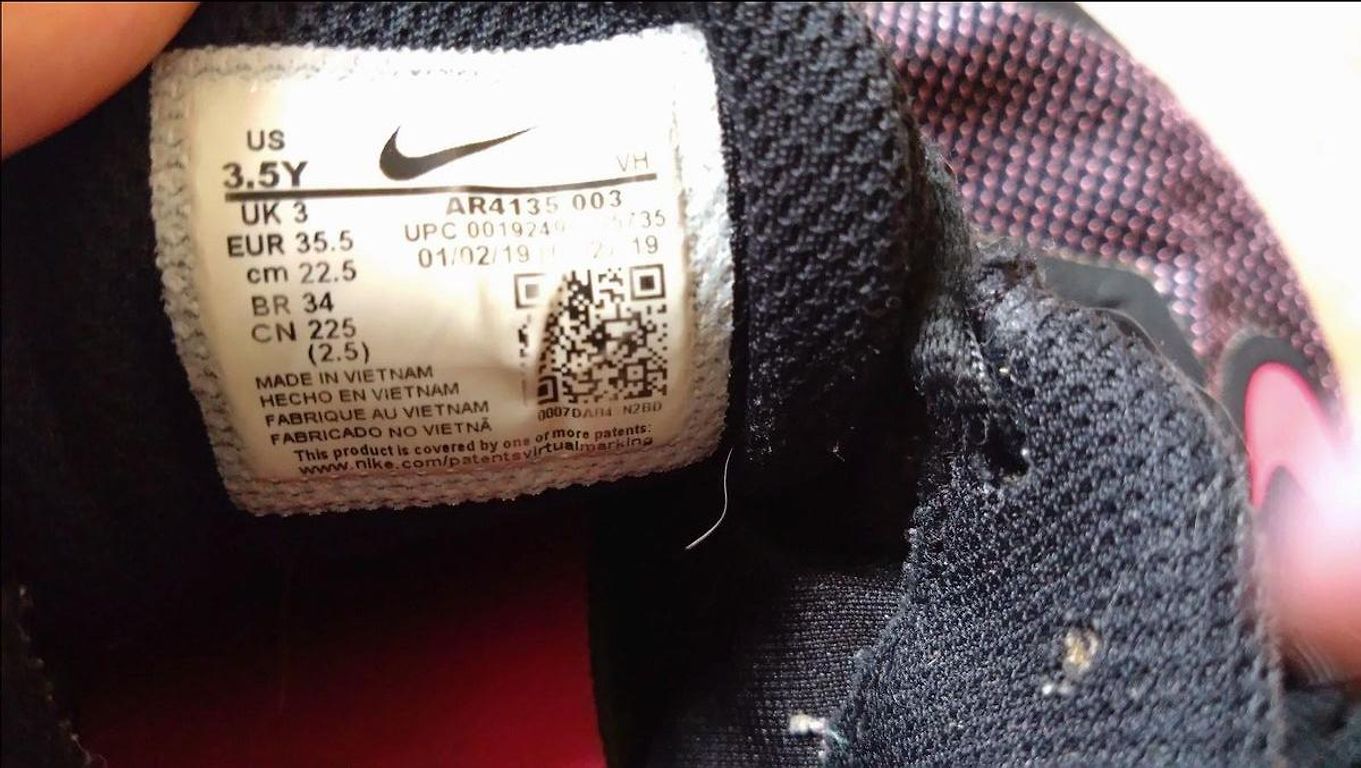 US
3.5Y
VH
UK 3
AR4135 003
EUR 35.5
UPC
cm 22.5
01/02/19 19
BR 34
CN 225
(2.5)
MADE IN VIETNAM
HECHO EN VIETNAM
FABRIQUE AU VIETNAM
FABRICADO NO VIETNÃ
This product is covered by one or more patents:
www.nike.com/patentsvirtualmarking